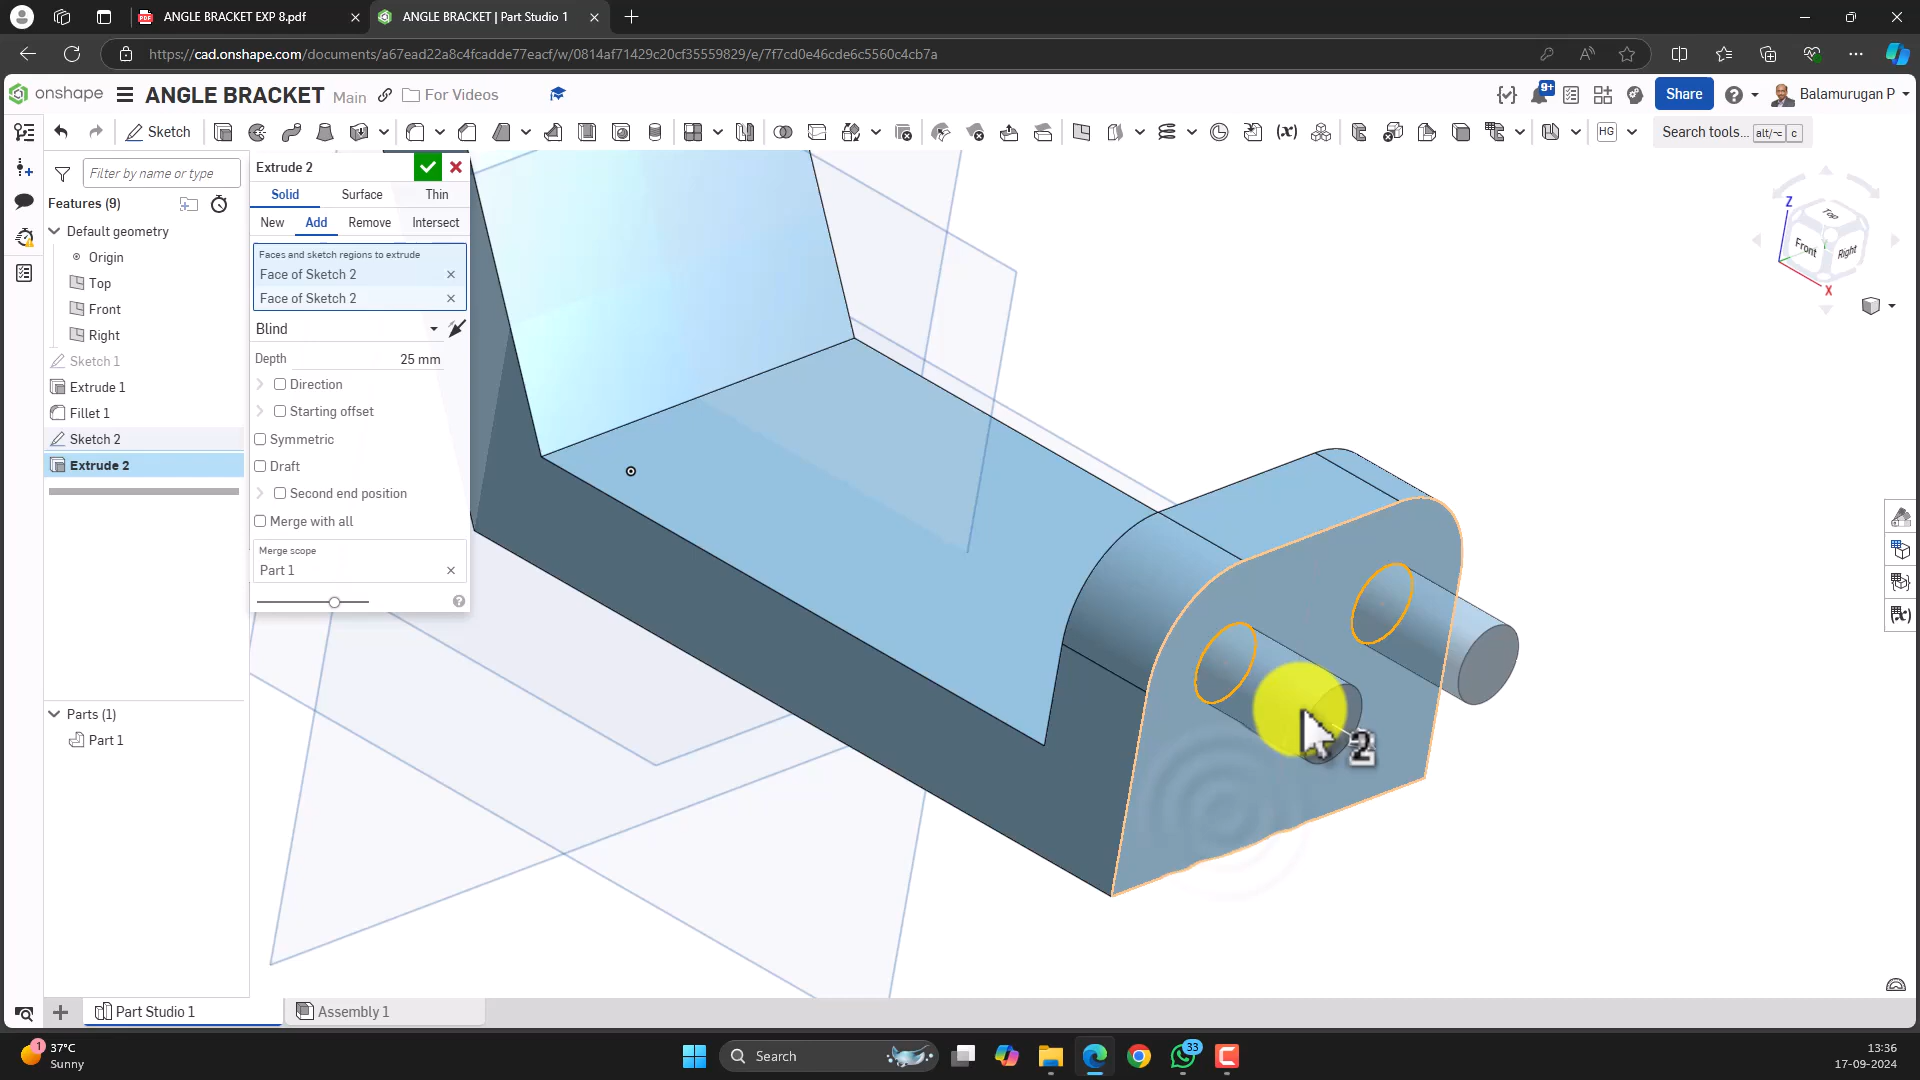 ANGLE BRACKET EXP 8.pdf
ANGLE BRACKET | Part Studio 1
https://cad.onshape.com/documents/a67ead22a8c4fcadde77eacf/w/0814af71429c20cf35559829/e/7f7cd0e46cde6c5560c4cb7a
onshape
ANGLE BRACKET
Main
For Videos
9+
Share
Balamurugan P
Sketch
HG
Search tools... alt/⌥ c
Filter by name or type
Features (9)
Default geometry
Origin
Top
Front
Right
Sketch 1
Extrude 1
Fillet 1
Sketch 2
Extrude 2
Parts (1)
Part 1
Extrude 2
Solid
Surface
Thin
New
Add
Remove
Intersect
Faces and sketch regions to extrude
Face of Sketch 2
Face of Sketch 2
Blind
Depth
25 mm
Direction
Starting offset
Symmetric
Draft
Second end position
Merge with all
Merge scope
Part 1
2
Z
Top
Front
Right
X
Part Studio 1
Assembly 1
1
37°C
Sunny
Search
33
13:36
17-09-2024